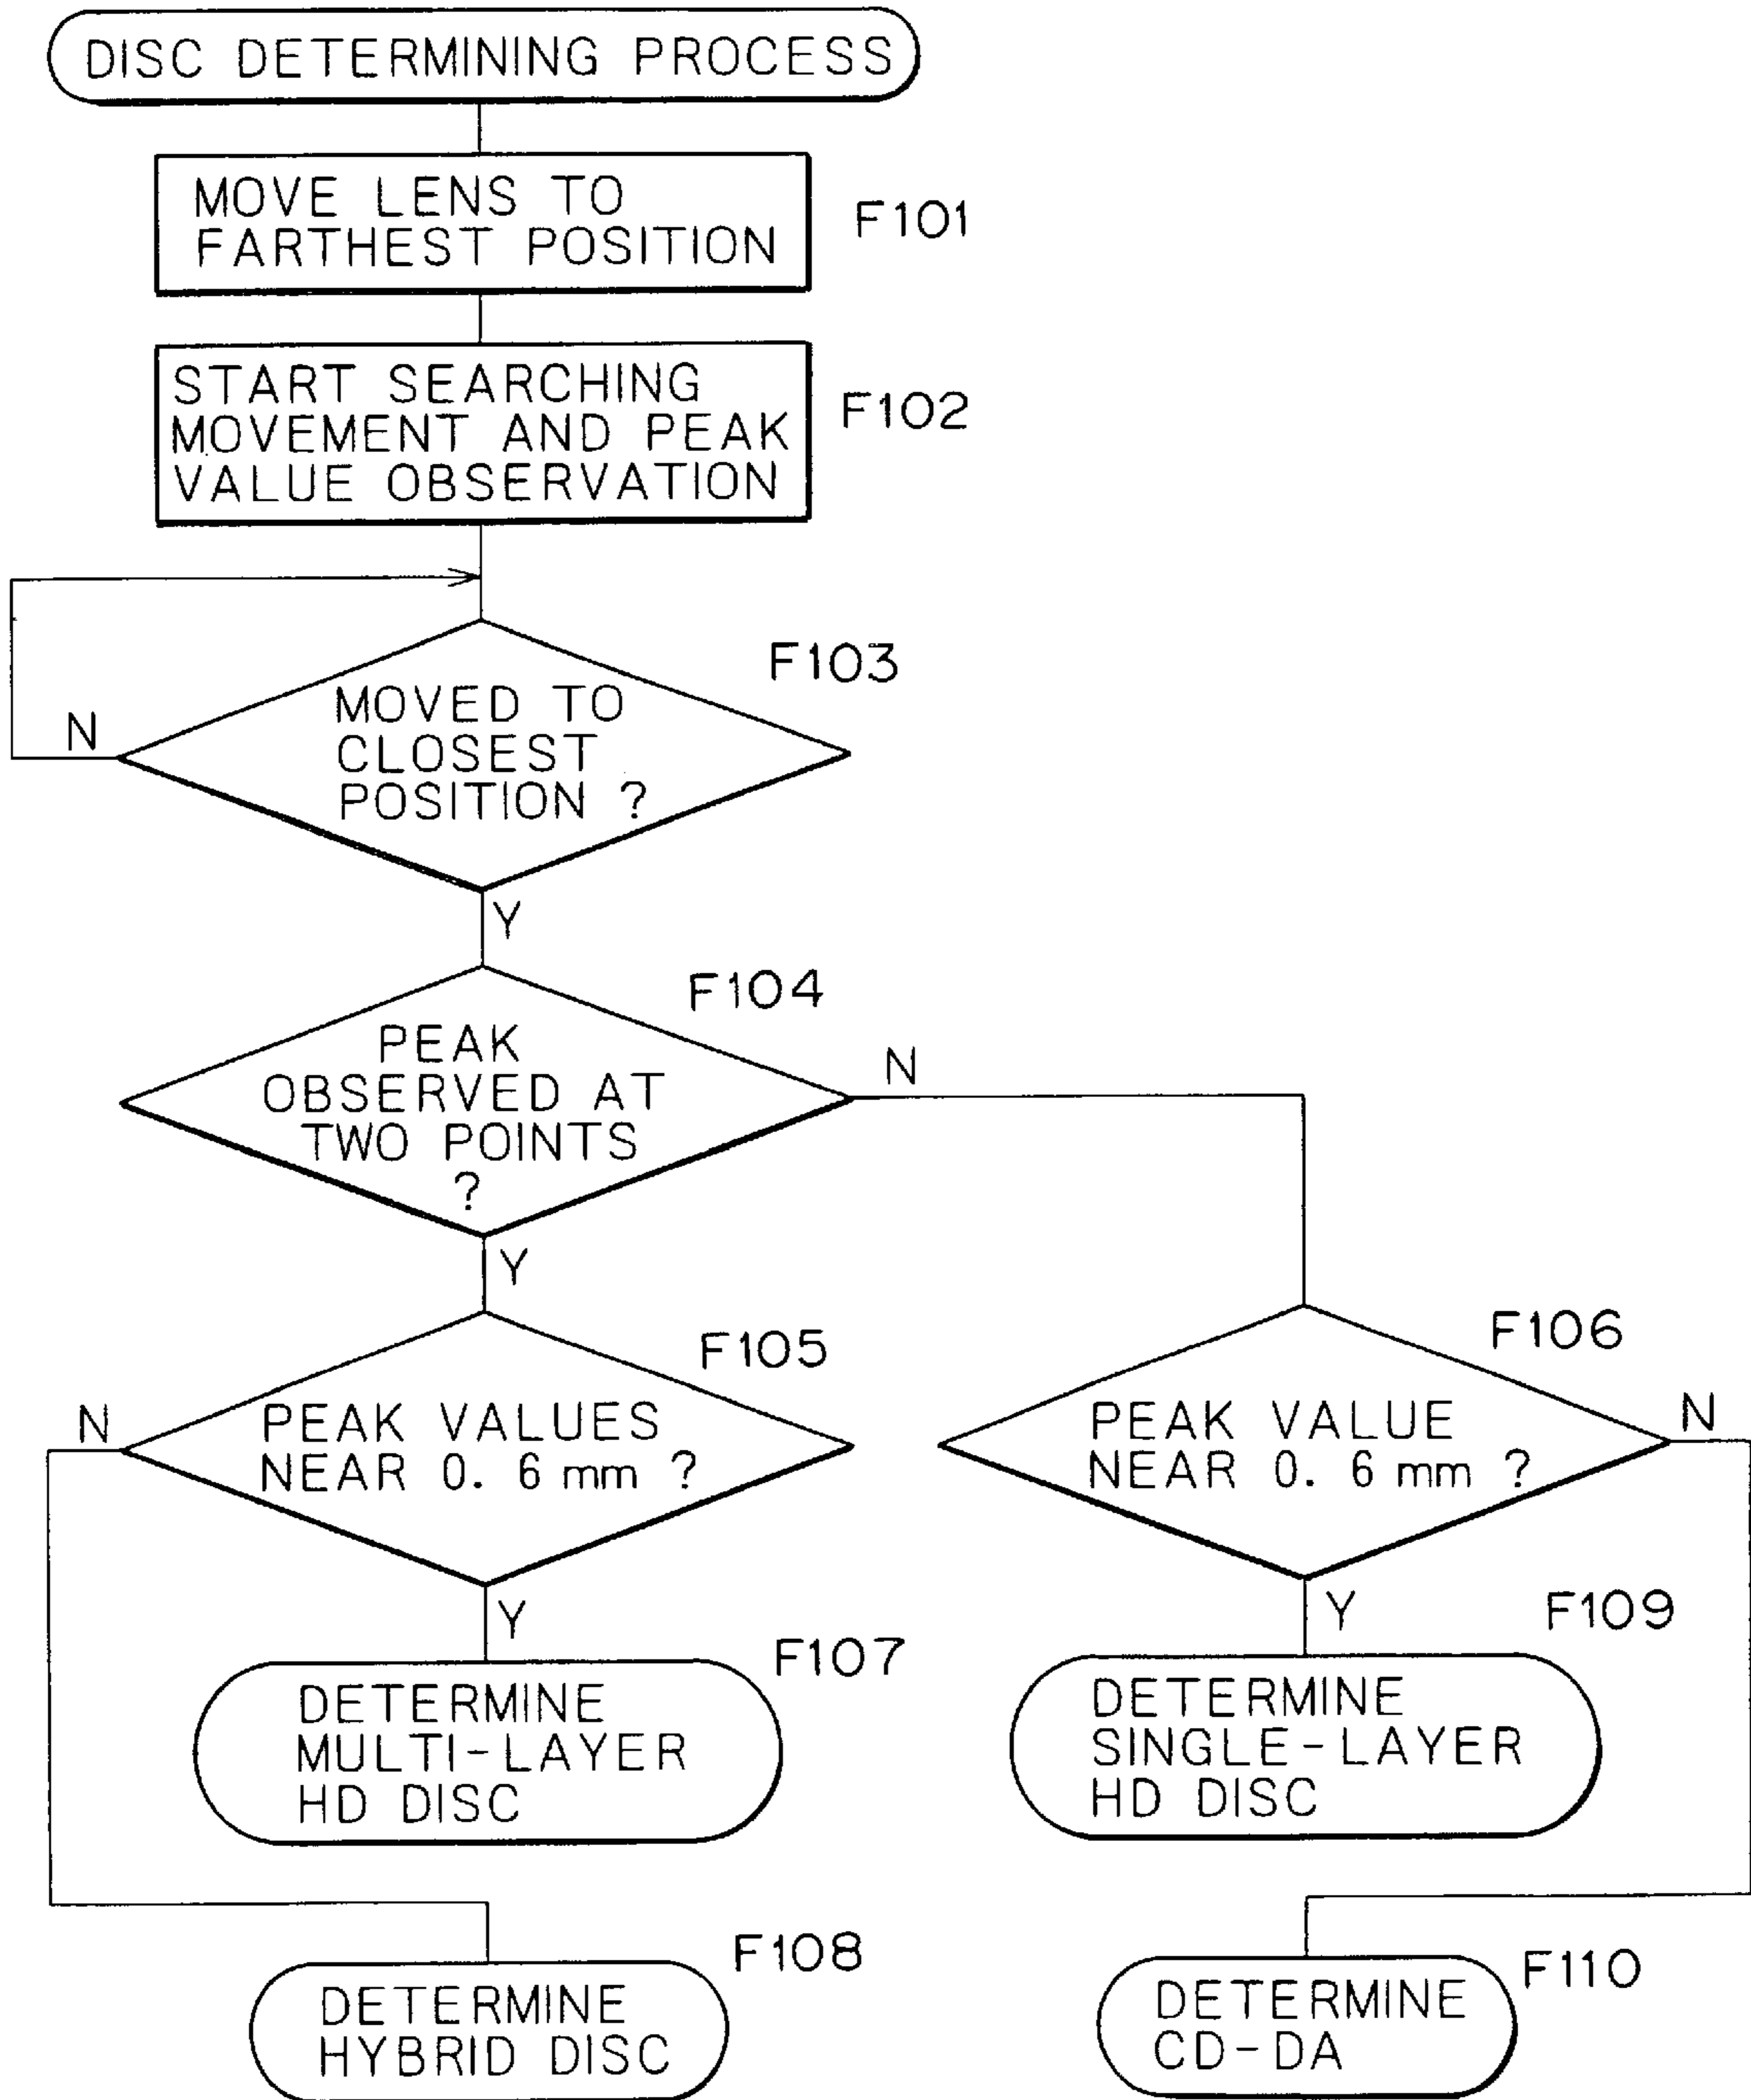 DISC DETERMINING PROCESS
MOVE LENS TO
FARTHEST POSITION
F101
START SEARCHING
MOVEMENT AND PEAK
VALUE OBSERVATION
F102
F103
MOVED TO
CLOSEST
POSITION ?
N
Y
F104
PEAK
OBSERVED AT
TWO POINTS
?
N
Y
F105
PEAK VALUES
NEAR 0. 6 mm ?
N
Y
F106
PEAK VALUE
NEAR 0. 6 mm ?
N
Y
F107
DETERMINE
MULTI-LAYER
HD DISC
F109
DETERMINE
SINGLE-LAYER
HD DISC
F108
DETERMINE
HYBRID DISC
F110
DETERMINE
CD-DA